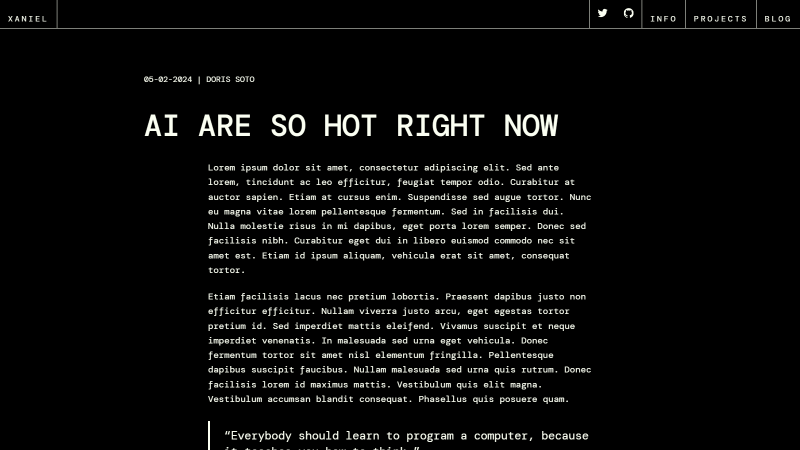 XANIEL
INFO
PROJECTS
BLOG
05-02-2024 | DORIS SOTO
AI ARE SO HOT RIGHT NOW
Lorem ipsum dolor sit amet, consectetur adipiscing elit. Sed ante
lorem, tincidunt ac leo efficitur, feugiat tempor odio. Curabitur at
auctor sapien. Etiam at cursus enim. Suspendisse sed augue tortor. Nunc
eu magna vitae lorem pellentesque fermentum. Sed in facilisis dui.
Nulla molestie risus in mi dapibus, eget porta lorem semper. Donec sed
facilisis nibh. Curabitur eget dui in libero euismod commodo nec sit
amet est. Etiam id ipsum aliquam, vehicula erat sit amet, consequat
tortor.
Etiam facilisis lacus nec pretium lobortis. Praesent dapibus justo non
efficitur efficitur. Nullam viverra justo arcu, eget egestas tortor
pretium id. Sed imperdiet mattis eleifend. Vivamus suscipit et neque
imperdiet venenatis. In malesuada sed urna eget vehicula. Donec
fermentum tortor sit amet nisl elementum fringilla. Pellentesque
dapibus suscipit faucibus. Nullam malesuada sed urna quis rutrum. Donec
facilisis lorem id maximus mattis. Vestibulum quis elit magna.
Vestibulum accumsan blandit consequat. Phasellus quis posuere quam.
“Everybody should learn to program a computer, because
it teaches you how to think.”